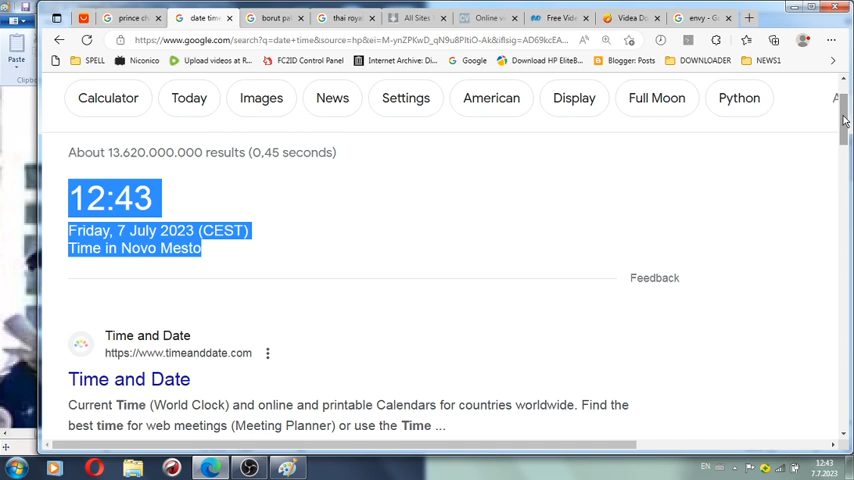 prince ch
date time
borut pa
thai roya
All Sites
Online v
Free Vide
Videa Do
envy - G
https://www.google.com/search?q=date+time&source=hp&ei=M-ynZPKwD_qN9u8PltiO-Ak&iflsig=AD69kcEA...
SPELL
Niconico
Upload videos at R...
FC2ID Control Panel
Internet Archive: Di...
Google
Download HP EliteB...
Blogger: Posts
DOWNLOADER
NEWS1
Paste
Clipboa
Calculator
Today
Images
News
Settings
American
Display
Full Moon
Python
A
About 13.620.000.000 results (0,45 seconds)
12:43
Friday, 7 July 2023 (CEST)
Time in Novo Mesto
Feedback
Time and Date
https://www.timeanddate.com
Time and Date
Current Time (World Clock) and online and printable Calendars for countries worldwide. Find the
best time for web meetings (Meeting Planner) or use the Time ...
EN
12:43
7.7.2023